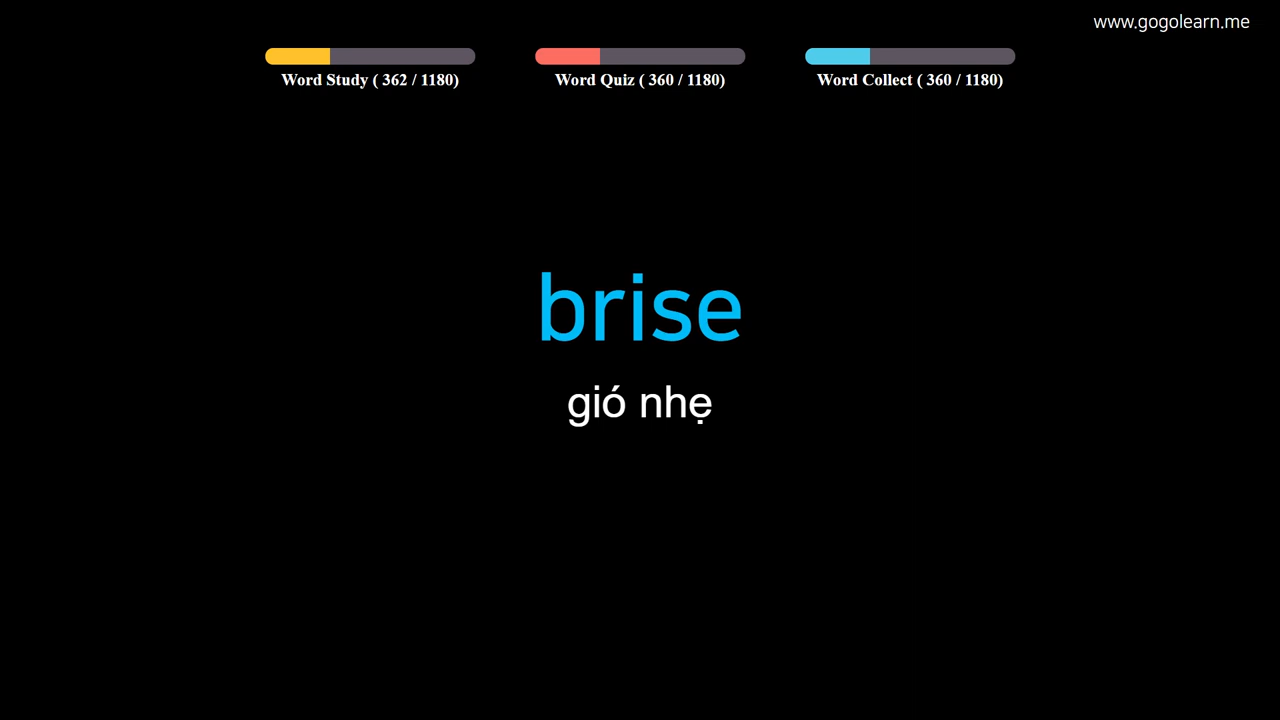 www.gogolearn.me
Word Study ( 362 / 1180)
Word Quiz ( 360 / 1180)
Word Collect ( 360 / 1180)
brise
gió nhẹ